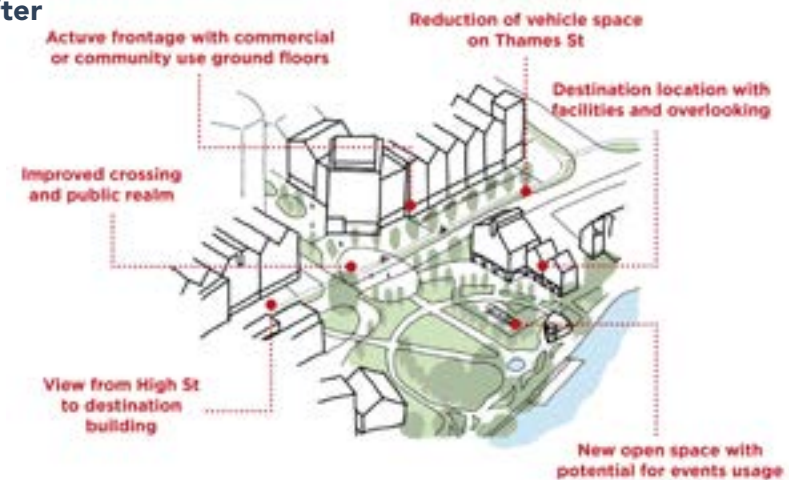 ter
Actuve frontage with commercial
or community use ground floors
Reduction of vehicle space
on Thames St
Destination location with
facilities and overlooking
Improved crossing
and public realm
View from High St
to destination
building
New open space with
potential for events usage